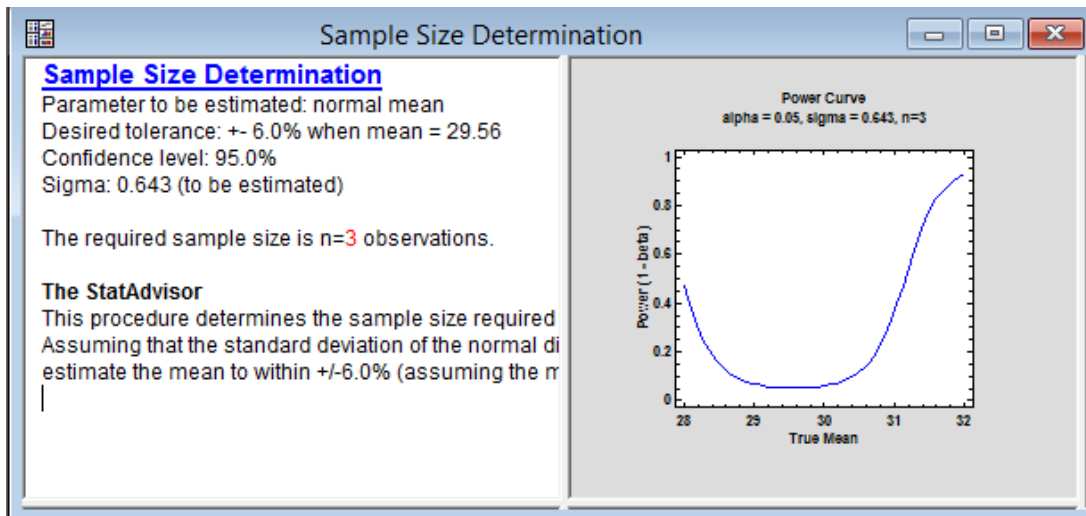 Sample Size Determination
Sample Size Determination
Parameter to be estimated: normal mean
Desired tolerance: +- 6.0% when mean = 29.56
Confidence level: 95.0%
Sigma: 0.643 (to be estimated)
The required sample size is n=3 observations.
The StatAdvisor
This procedure determines the sample size required
Assuming that the standard deviation of the normal di
estimate the mean to within +/-6.0% (assuming the m
Power Curve
alpha = 0.05, sigma = 0.643, n=3
1
0.8
0.6
0.4
0.2
0
Power (1 - beta)
28 29 30 31 32
True Mean